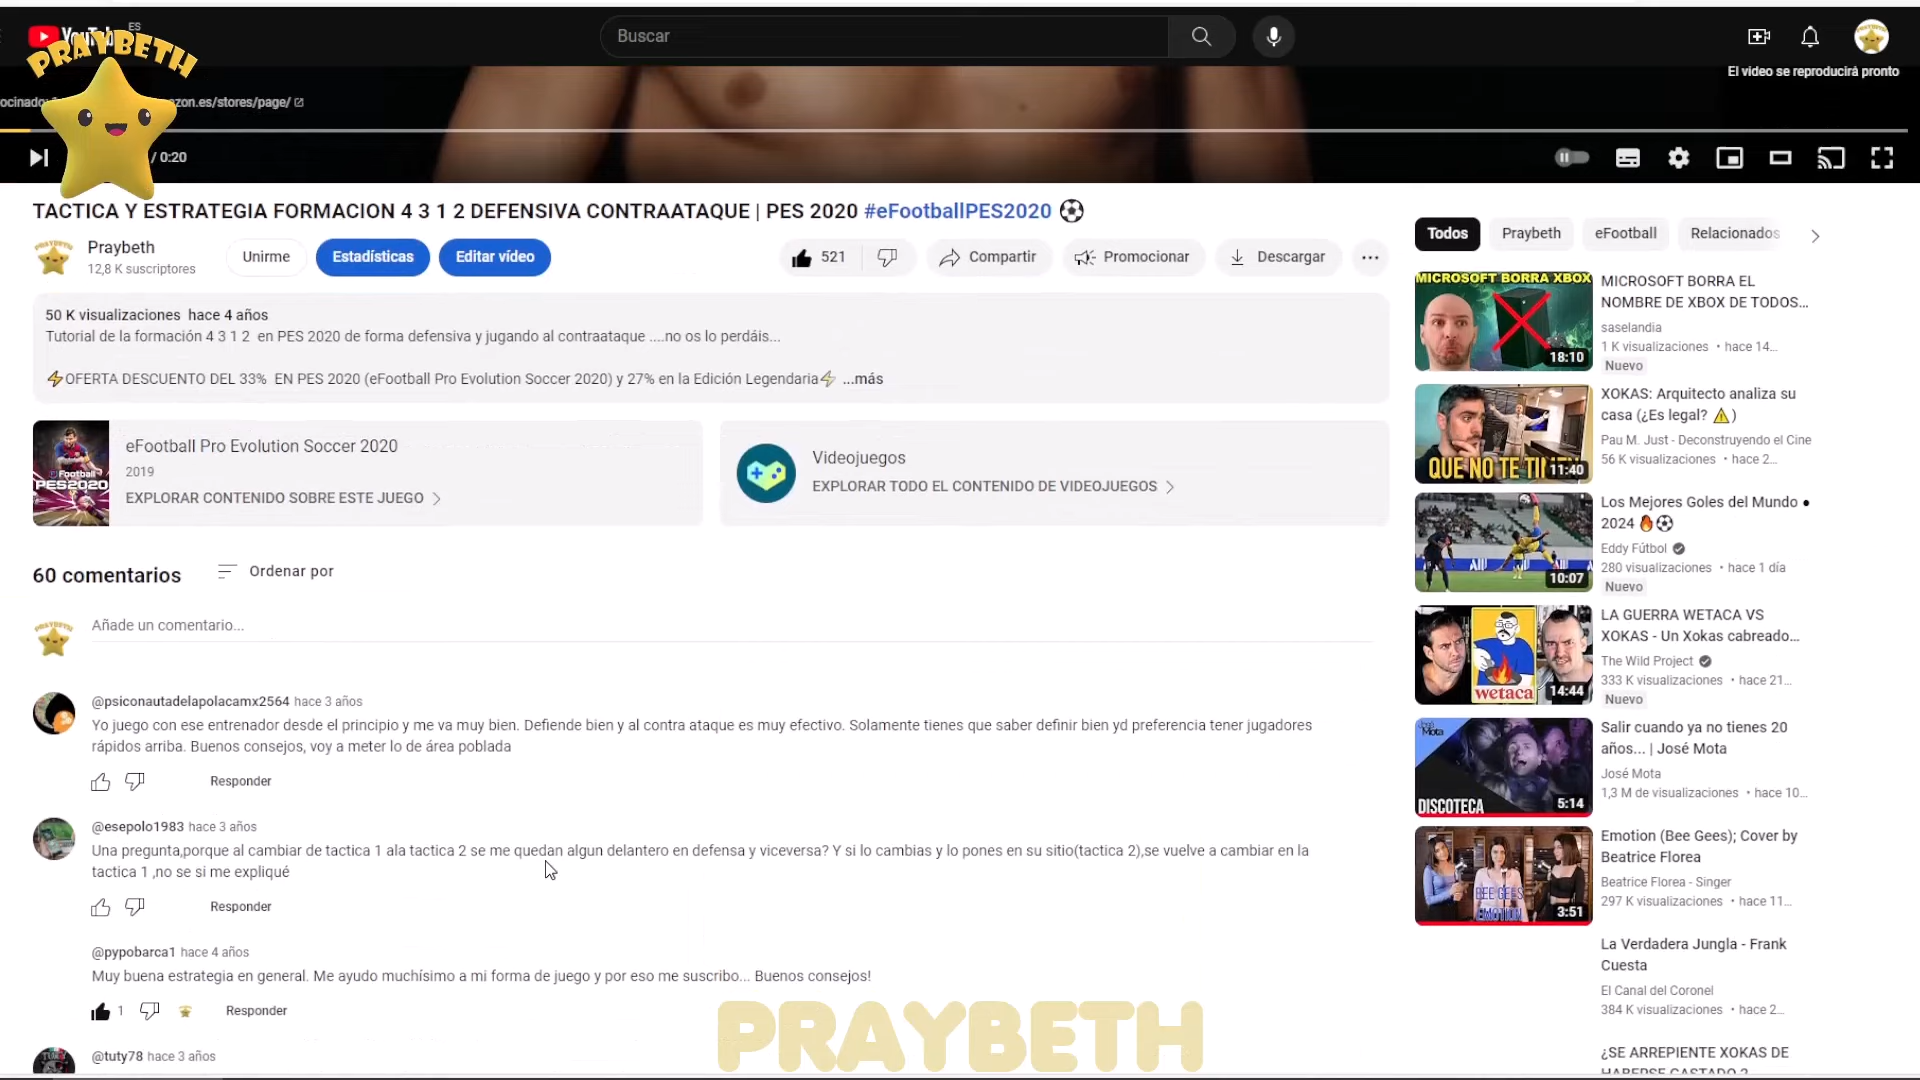 ES
Buscar
PRAYBETH
El vídeo se reproducirá pronto
zon.es/stores/page/
/ 0:20
TACTICA Y ESTRATEGIA FORMACION 4 3 1 2 DEFENSIVA CONTRAATAQUE | PES 2020 #eFootballPES2020 ⚽
Praybeth
12,8 K suscriptores
Unirme
Estadísticas
Editar vídeo
521
Compartir
Promocionar
Descargar
50 K visualizaciones hace 4 años
Tutorial de la formación 4 3 1 2 en PES 2020 de forma defensiva y jugando al contraataque ....no os lo perdáis...
⚡OFERTA DESCUENTO DEL 33% EN PES 2020 (eFootball Pro Evolution Soccer 2020) y 27% en la Edición Legendaria⚡ ...más
eFootball Pro Evolution Soccer 2020
2019
EXPLORAR CONTENIDO SOBRE ESTE JUEGO
Football
PES2020
Videojuegos
EXPLORAR TODO EL CONTENIDO DE VIDEOJUEGOS
60 comentarios
Ordenar por
Añade un comentario...
@psiconautadelapolacamx2564 hace 3 años
Yo juego con ese entrenador desde el principio y me va muy bien. Defiende bien y al contra ataque es muy efectivo. Solamente tienes que saber definir bien yd preferencia tener jugadores
rápidos arriba. Buenos consejos, voy a meter lo de área poblada
Responder
@esepolo1983 hace 3 años
Una pregunta,porque al cambiar de tactica 1 ala tactica 2 se me quedan algun delantero en defensa y viceversa? Y si lo cambias y lo pones en su sitio(tactica 2),se vuelve a cambiar en la
tactica 1 ,no se si me expliqué
Responder
@pypobarca1 hace 4 años
Muy buena estrategia en general. Me ayudo muchísimo a mi forma de juego y por eso me suscribo... Buenos consejos!
1
Responder
@tuty78 hace 3 años
PRAYBETH
Todos
Praybeth
eFootball
Relacionados
MICROSOFT BORRA XBOX
18:10
MICROSOFT BORRA EL
NOMBRE DE XBOX DE TODOS...
saselandia
1 K visualizaciones • hace 14...
Nuevo
QUE NO TE
11:40
XOKAS: Arquitecto analiza su
casa (¿Es legal? ⚠️)
Pau M. Just - Deconstruyendo el Cine
56 K visualizaciones • hace 2...
10:07
Los Mejores Goles del Mundo ●
2024 🔥⚽
Eddy Fútbol
280 visualizaciones • hace 1 día
Nuevo
wetaca
14:44
LA GUERRA WETACA VS
XOKAS - Un Xokas cabreado...
The Wild Project
333 K visualizaciones • hace 21...
Nuevo
José
Mota
DISCOTECA
5:14
Salir cuando ya no tienes 20
años... | José Mota
José Mota
1,3 M de visualizaciones • hace 10...
BEE GEES
EMOTION
3:51
Emotion (Bee Gees); Cover by
Beatrice Florea
Beatrice Florea - Singer
297 K visualizaciones • hace 11...
La Verdadera Jungla - Frank
Cuesta
El Canal del Coronel
384 K visualizaciones • hace 2...
¿SE ARREPIENTE XOKAS DE
HABERSE GASTADO 2